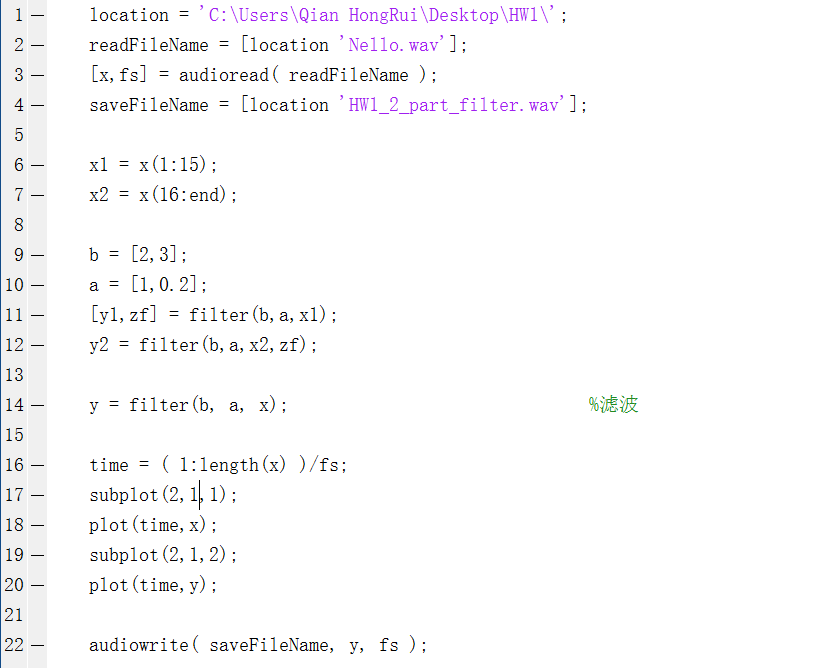 1 — location = 'C:\Users\Qian HongRui\Desktop\HW1\';
2 — readFileName = [location 'Nello.wav'];
3 — [x,fs] = audioread( readFileName );
4 — saveFileName = [location 'HW1_2_part_filter.wav'];
5
6 — x1 = x(1:15);
7 — x2 = x(16:end);
8
9 — b = [2,3];
10 — a = [1,0.2];
11 — [y1,zf] = filter(b,a,x1);
12 — y2 = filter(b,a,x2,zf);
13
14 — y = filter(b, a, x); %滤波
15
16 — time = ( 1:length(x) )/fs;
17 — subplot(2,1,1);
18 — plot(time,x);
19 — subplot(2,1,2);
20 — plot(time,y);
21
22 — audiowrite( saveFileName, y, fs );